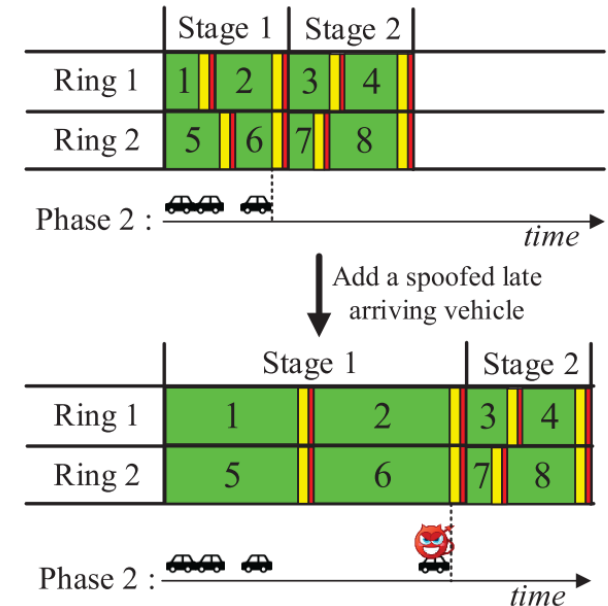 Stage 1 Stage 2
Ring 1 1 2 3 4
Ring 2 5 6 7 8
Phase 2 :
time
Add a spoofed late
arriving vehicle
Stage 1 Stage 2
Ring 1 1 2 3 4
Ring 2 5 6 7 8
Phase 2 :
time